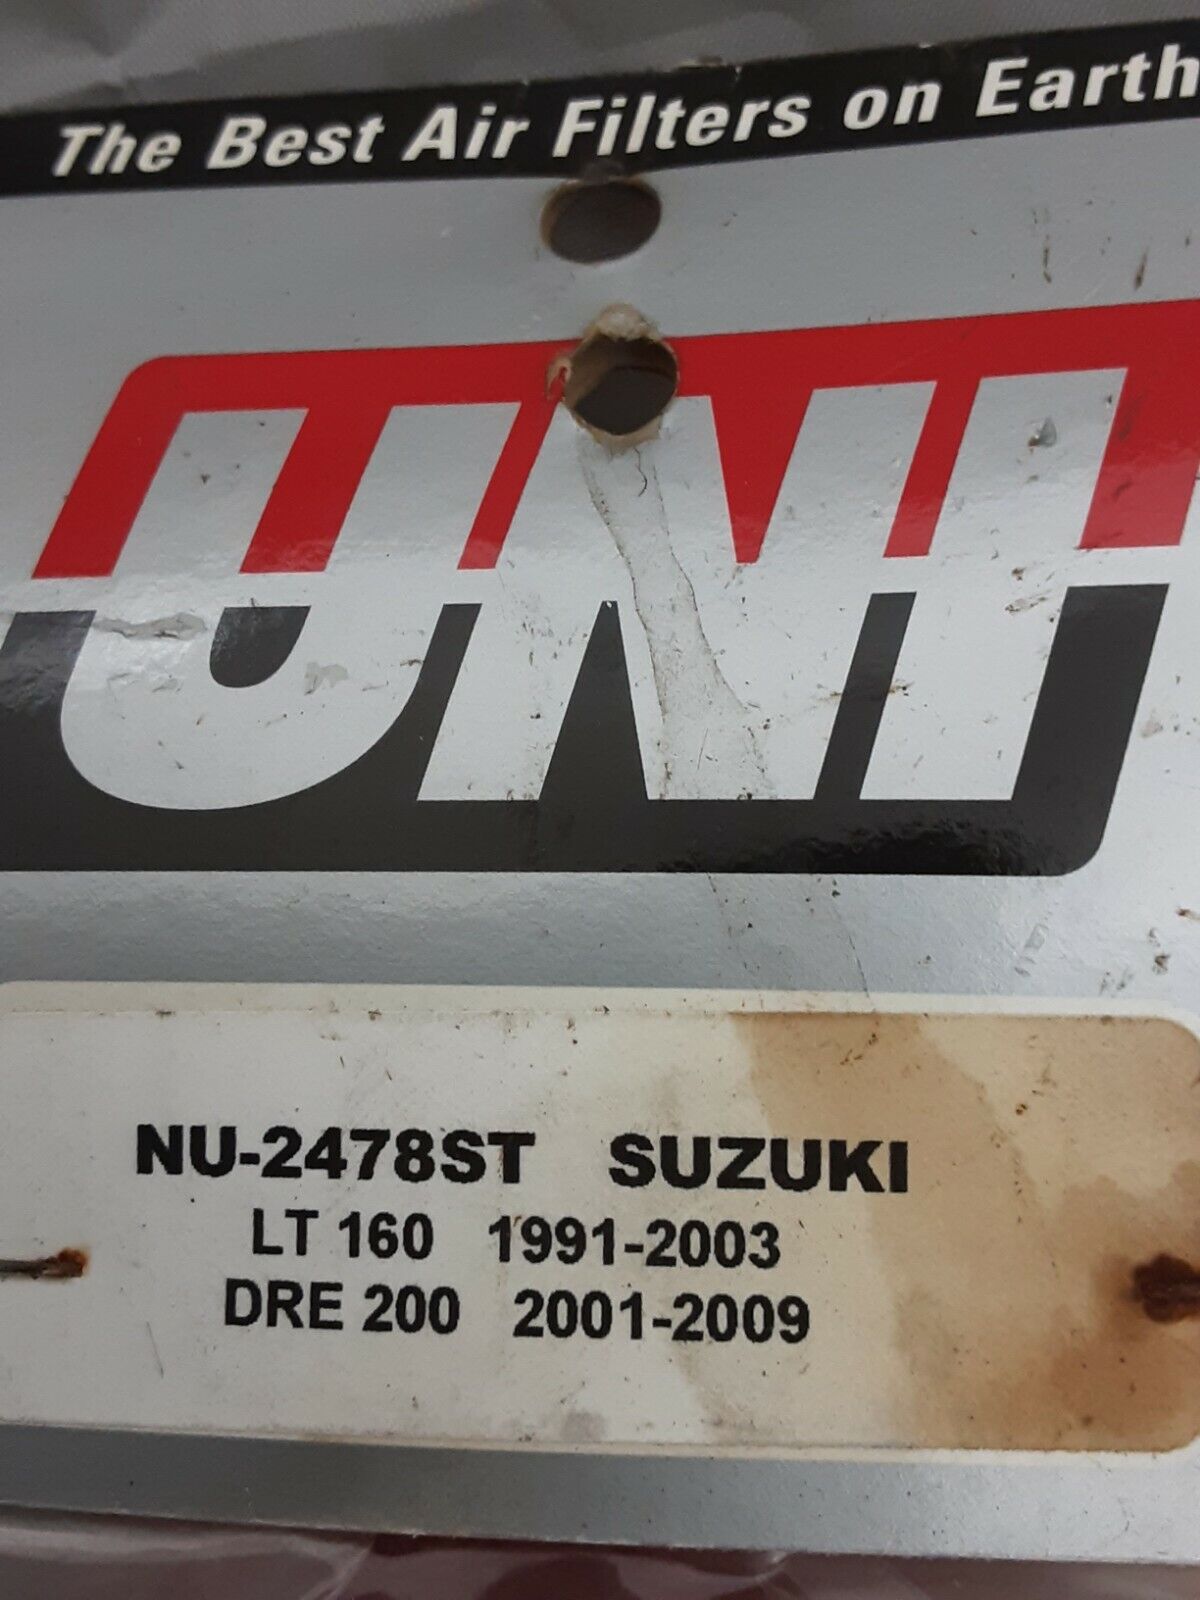 The Best Air Filters on Earth
UNI
NU-2478ST SUZUKI
LT 160 1991-2003
DRE 200 2001-2009